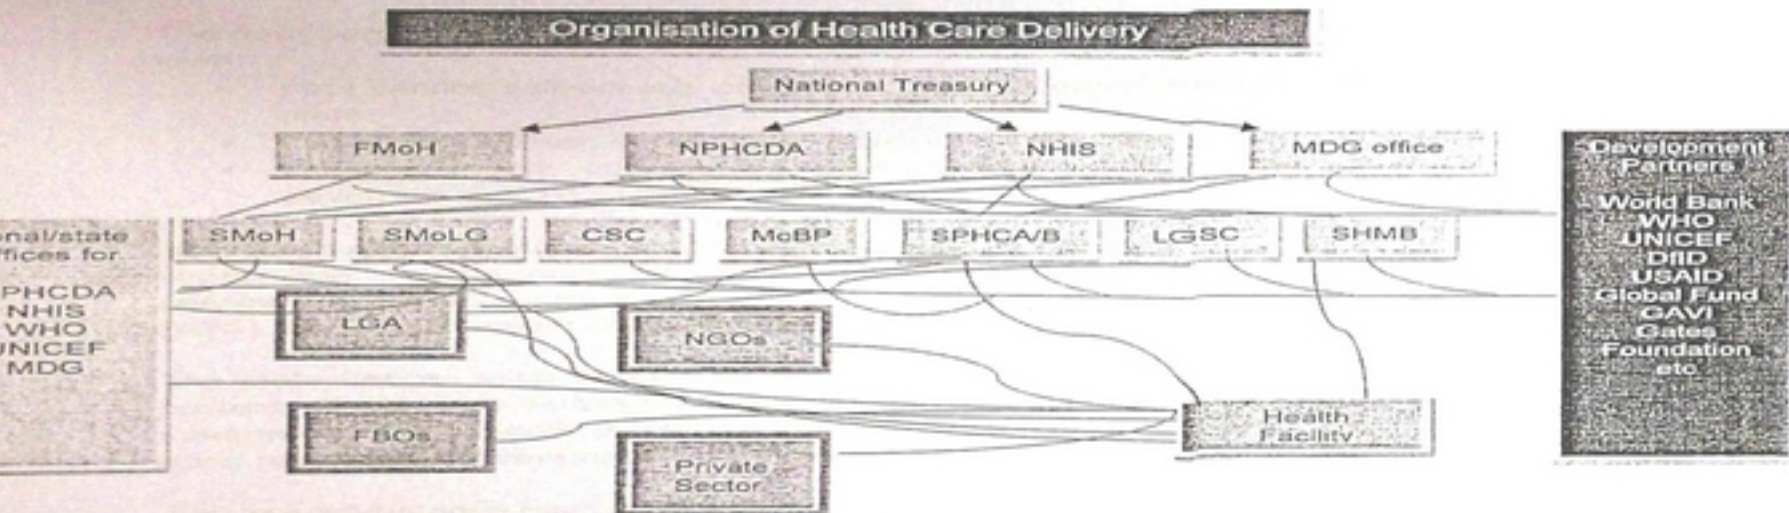 Organisation of Health Care Delivery
National Treasury
FMoH
NPHCDA
NHIS
MDG office
SMoH
SMoLG
CSC
MoBP
SPHCA/B
LGSC
SHMB
onal/state
fices for
PHCDA
NHIS
WHO
UNICEF
MDG
LGA
NGOs
FBOs
Private
Sector
Health
Facility
Development
Partners
World Bank
WHO
UNICEF
DfID
USAID
Global Fund
GAVI
Gates
Foundation
etc